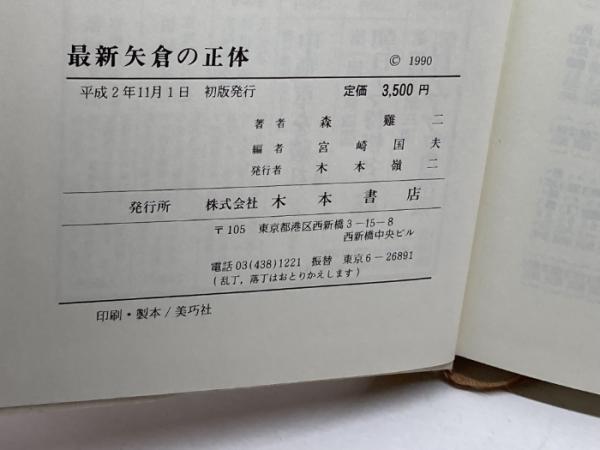 最新矢倉の正体
© 1990
平成2年11月1日 初版発行 定価 3,500円
著者 森 雞二
編者 宮崎国夫
発行者 木本嶺二
発行所 株式会社 木本書店
〒105 東京都港区西新橋3-15-8
西新橋中央ビル
電話03(438)1221 振替 東京6-26891
(乱丁,落丁はおとりかえします)
印刷・製本/美巧社